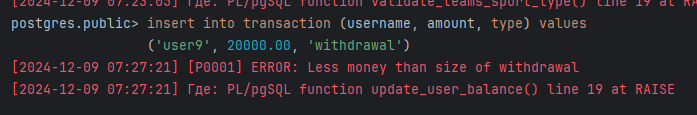 [2024-12-09 07:23:03] Где: PL/pgSQL function validate_teams_sport_type() line 19 at RA
postgres.public> insert into transaction (username, amount, type) values
('user9', 20000.00, 'withdrawal')
[2024-12-09 07:27:21] [P0001] ERROR: Less money than size of withdrawal
[2024-12-09 07:27:21] Где: PL/pgSQL function update_user_balance() line 19 at RAISE